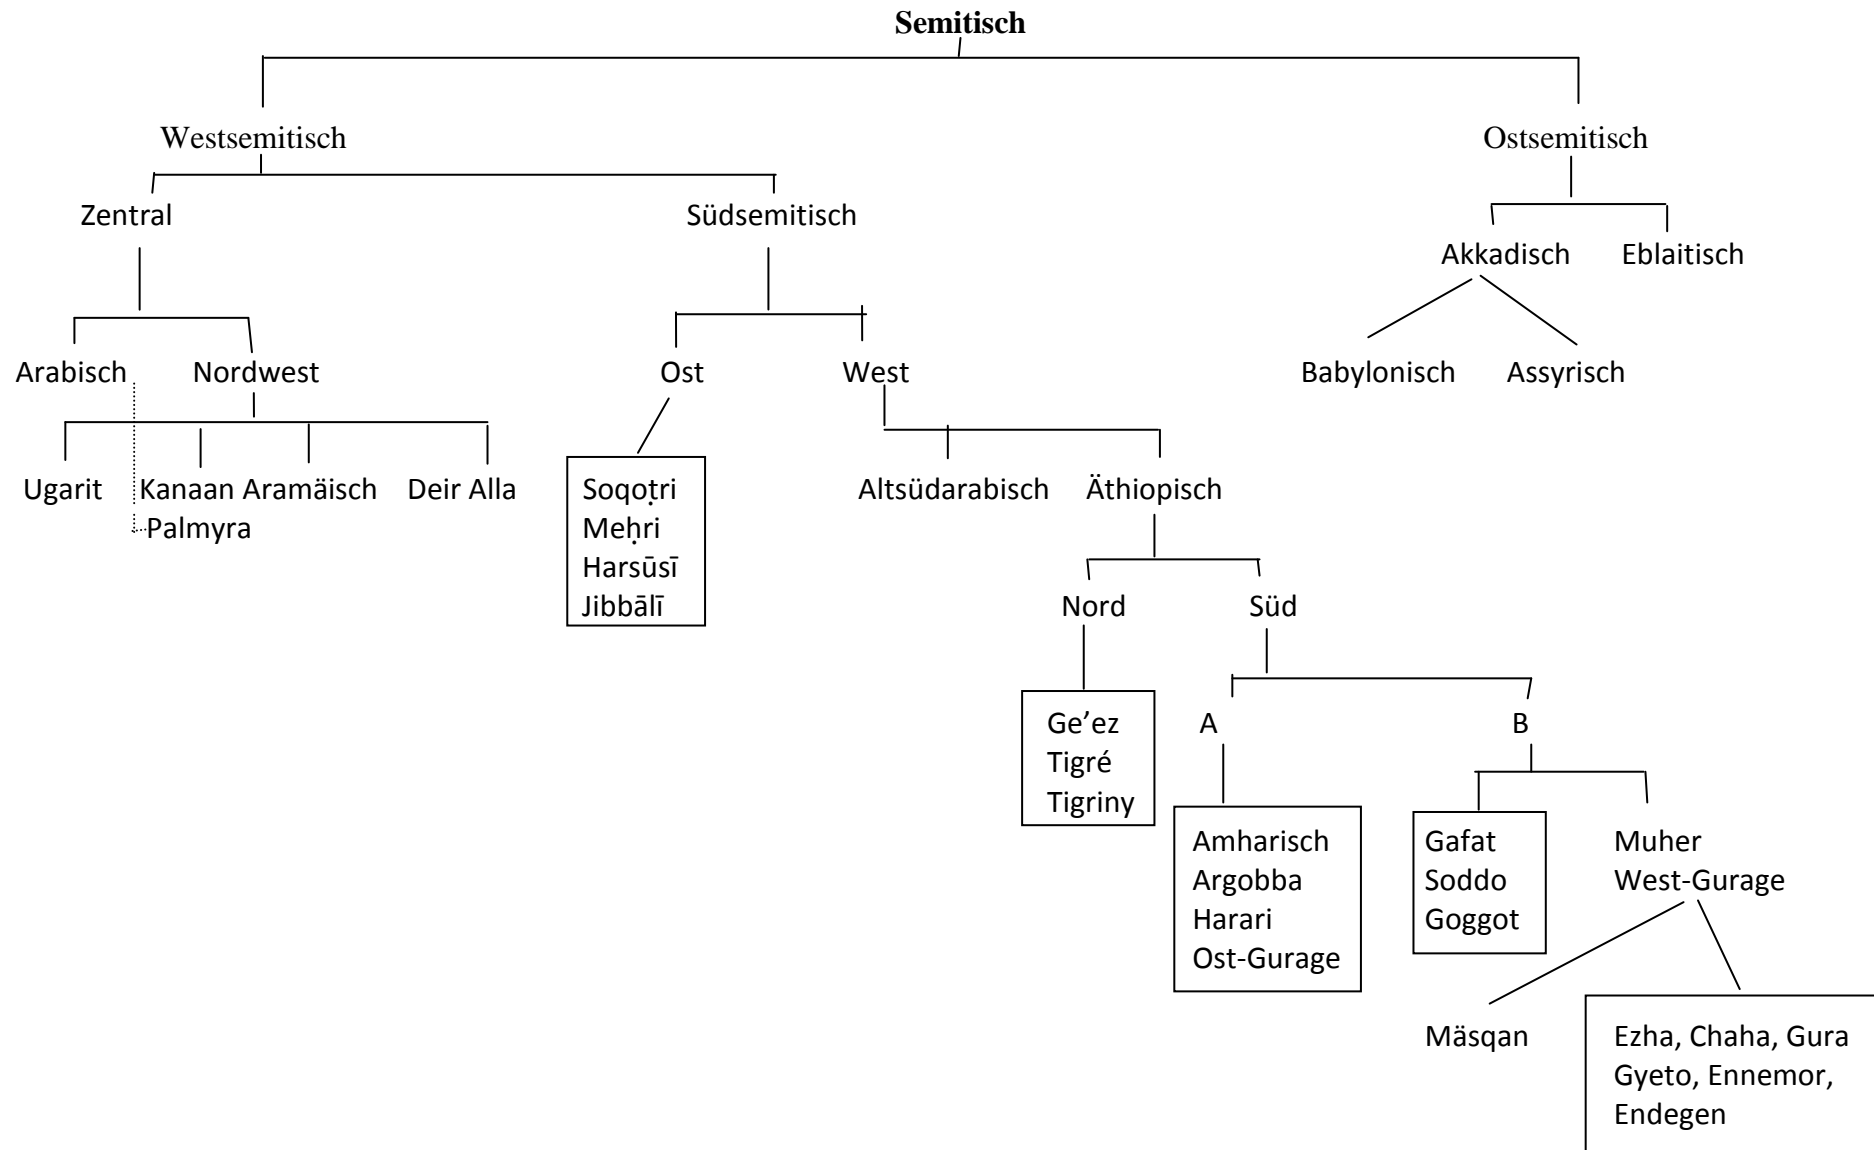 Semitisch
Westsemitisch Ostsemitisch
Zentral Südsemitisch
Akkadisch Eblaitisch
Arabisch Nordwest Ost West Babylonisch Assyrisch
Ugarit Kanaan Aramäisch Deir Alla Soqoṭri Altsüdarabisch Äthiopisch
Palmyra Meḥri
Harsūsī
Jibbālī Nord Süd
Ge’ez A B
Tigré
Tigriny
Amharisch Gafat Muher
Argobba Soddo West-Gurage
Harari Goggot
Ost-Gurage
Mäsqan Ezha, Chaha, Gura
Gyeto, Ennemor,
Endegen